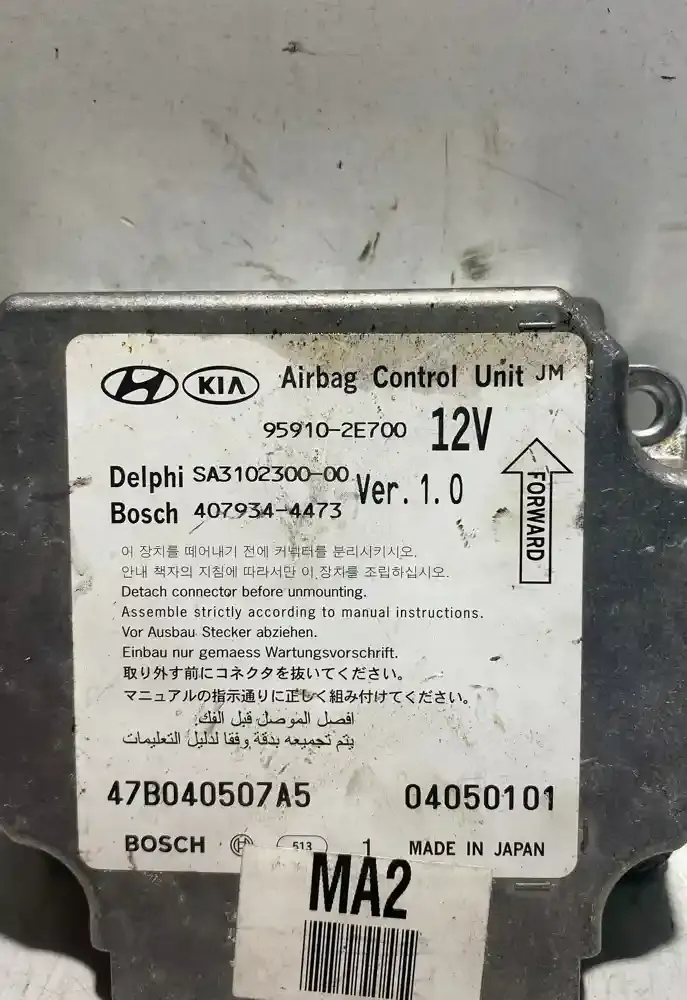 KIA Airbag Control Unit JM
95910-2E700 12V
Delphi SA3102300-00 Ver.1.0
Bosch 407934-4473
FORWARD
이 장치를 떼어내기 전에 커넥터를 분리시키시오.
안내 책자의 지침에 따라서만 이 장치를 조립하십시오.
Detach connector before unmounting.
Assemble strictly according to manual instructions.
Vor Ausbau Stecker abziehen.
Einbau nur gemaess Wartungsvorschrift.
取り外す前にコネクタを抜いてください。
マニュアルの指示通りに正しく組み付けてください。
افصل الموصل قبل الفك.
يتم تجميعه بدقة وفقا لدليل التعليمات
47B040507A5 04050101
BOSCH 513 1 MADE IN JAPAN
MA2